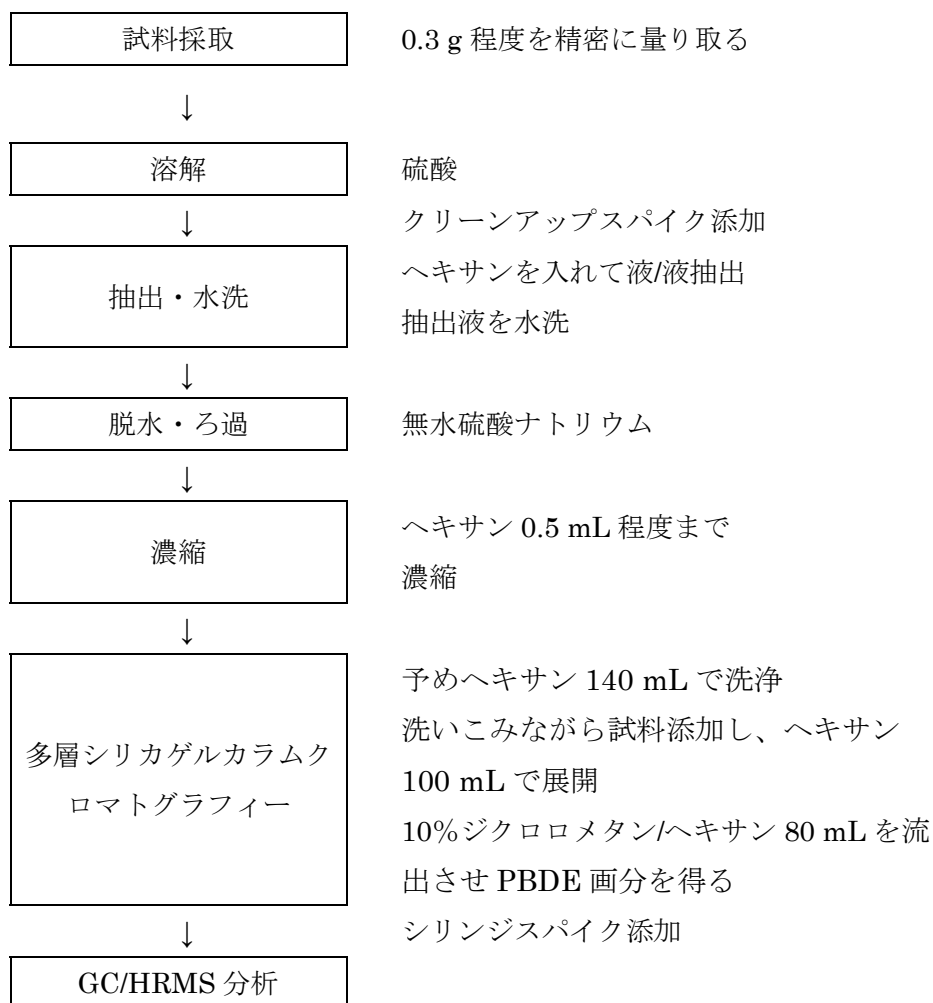 試料採取
0.3 g 程度を精密に量り取る
↓
溶解
硫酸
↓
クリーンアップスパイク添加
抽出・水洗
ヘキサンを入れて液/液抽出
抽出液を水洗
↓
脱水・ろ過
無水硫酸ナトリウム
↓
濃縮
ヘキサン 0.5 mL 程度まで
濃縮
↓
多層シリカゲルカラムク
ロマトグラフィー
予めヘキサン 140 mL で洗浄
洗いこみながら試料添加し、ヘキサン
100 mL で展開
10%ジクロロメタン/ヘキサン 80 mL を流
出させ PBDE 画分を得る
↓
シリンジスパイク添加
GC/HRMS 分析